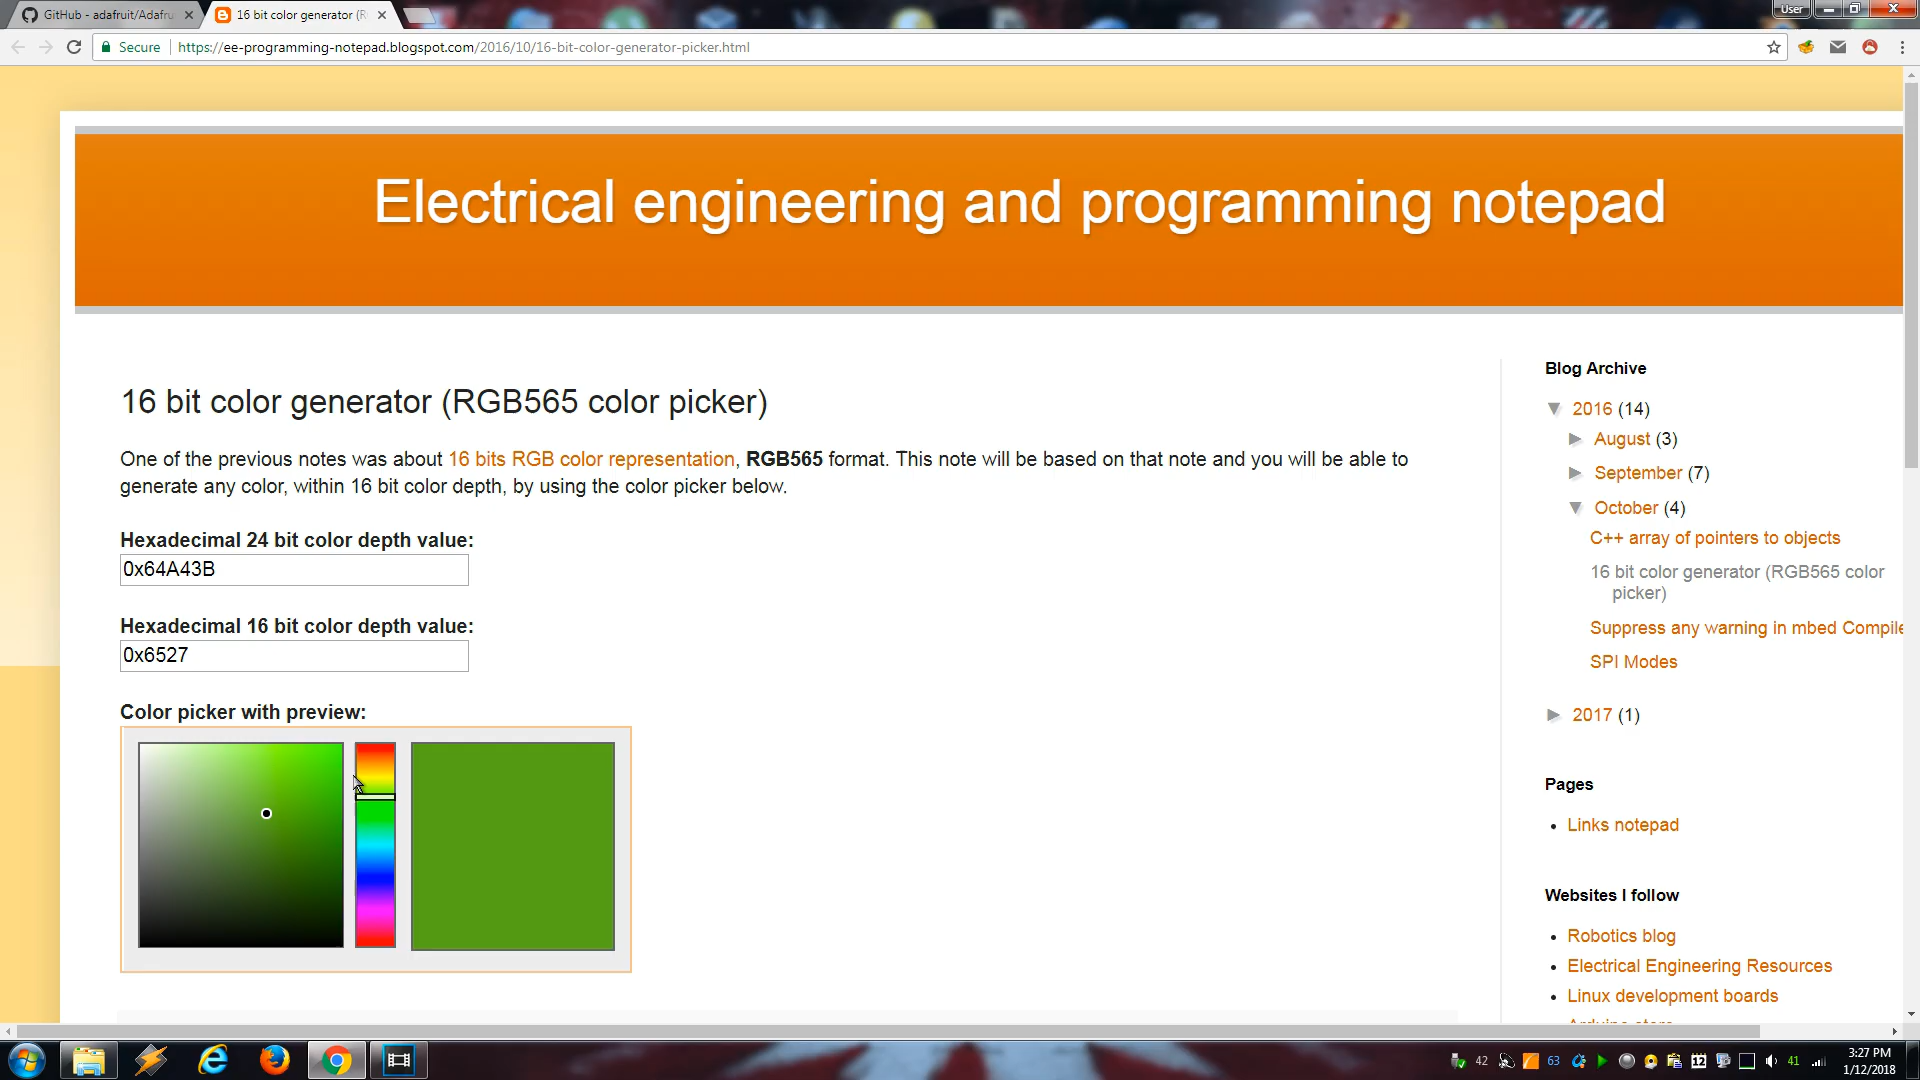 GitHub - adafruit/Adafru
16 bit color generator (R
User
Secure
https://ee-programming-notepad.blogspot.com/2016/10/16-bit-color-generator-picker.html
Electrical engineering and programming notepad
16 bit color generator (RGB565 color picker)
One of the previous notes was about 16 bits RGB color representation, RGB565 format. This note will be based on that note and you will be able to
generate any color, within 16 bit color depth, by using the color picker below.
Hexadecimal 24 bit color depth value:
0x64A43B
Hexadecimal 16 bit color depth value:
0x6527
Color picker with preview:
Blog Archive
2016 (14)
August (3)
September (7)
October (4)
C++ array of pointers to objects
16 bit color generator (RGB565 color
picker)
Suppress any warning in mbed Compile
SPI Modes
2017 (1)
Pages
Links notepad
Websites I follow
Robotics blog
Electrical Engineering Resources
Linux development boards
42
63
12
41
3:27 PM
1/12/2018